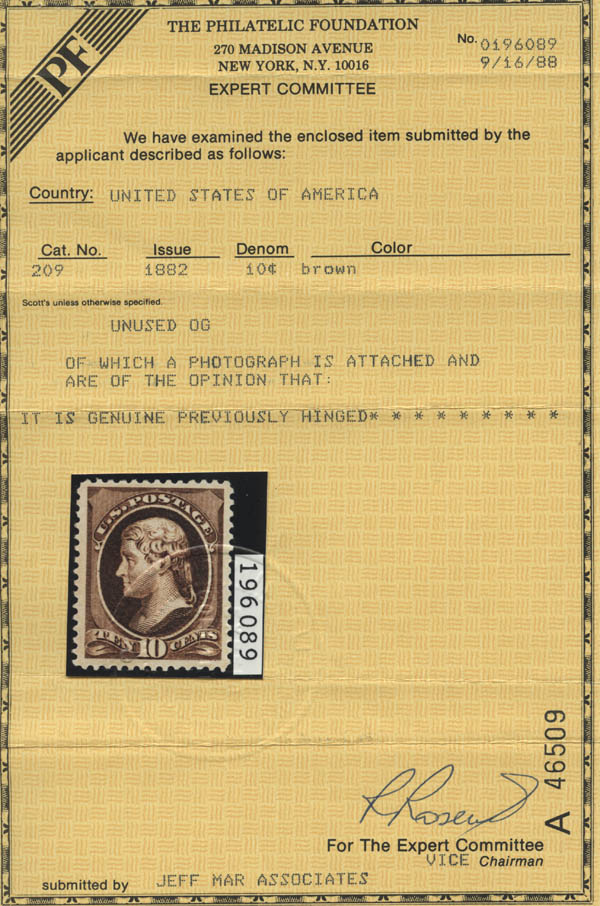 PF
THE PHILATELIC FOUNDATION
270 MADISON AVENUE
NEW YORK, N.Y. 10016
EXPERT COMMITTEE
No. 0196089
9/16/88
We have examined the enclosed item submitted by the
applicant described as follows:
Country: UNITED STATES OF AMERICA
Cat. No. Issue Denom Color
209 1882 10¢ brown
Scott's unless otherwise specified.
UNUSED OG
OF WHICH A PHOTOGRAPH IS ATTACHED AND
ARE OF THE OPINION THAT:
IT IS GENUINE PREVIOUSLY HINGED* * * * * * * * *
U.S. POSTAGE
TEN 10 CENTS
196089
A 46509
For The Expert Committee
VICE Chairman
submitted by JEFF MAR ASSOCIATES